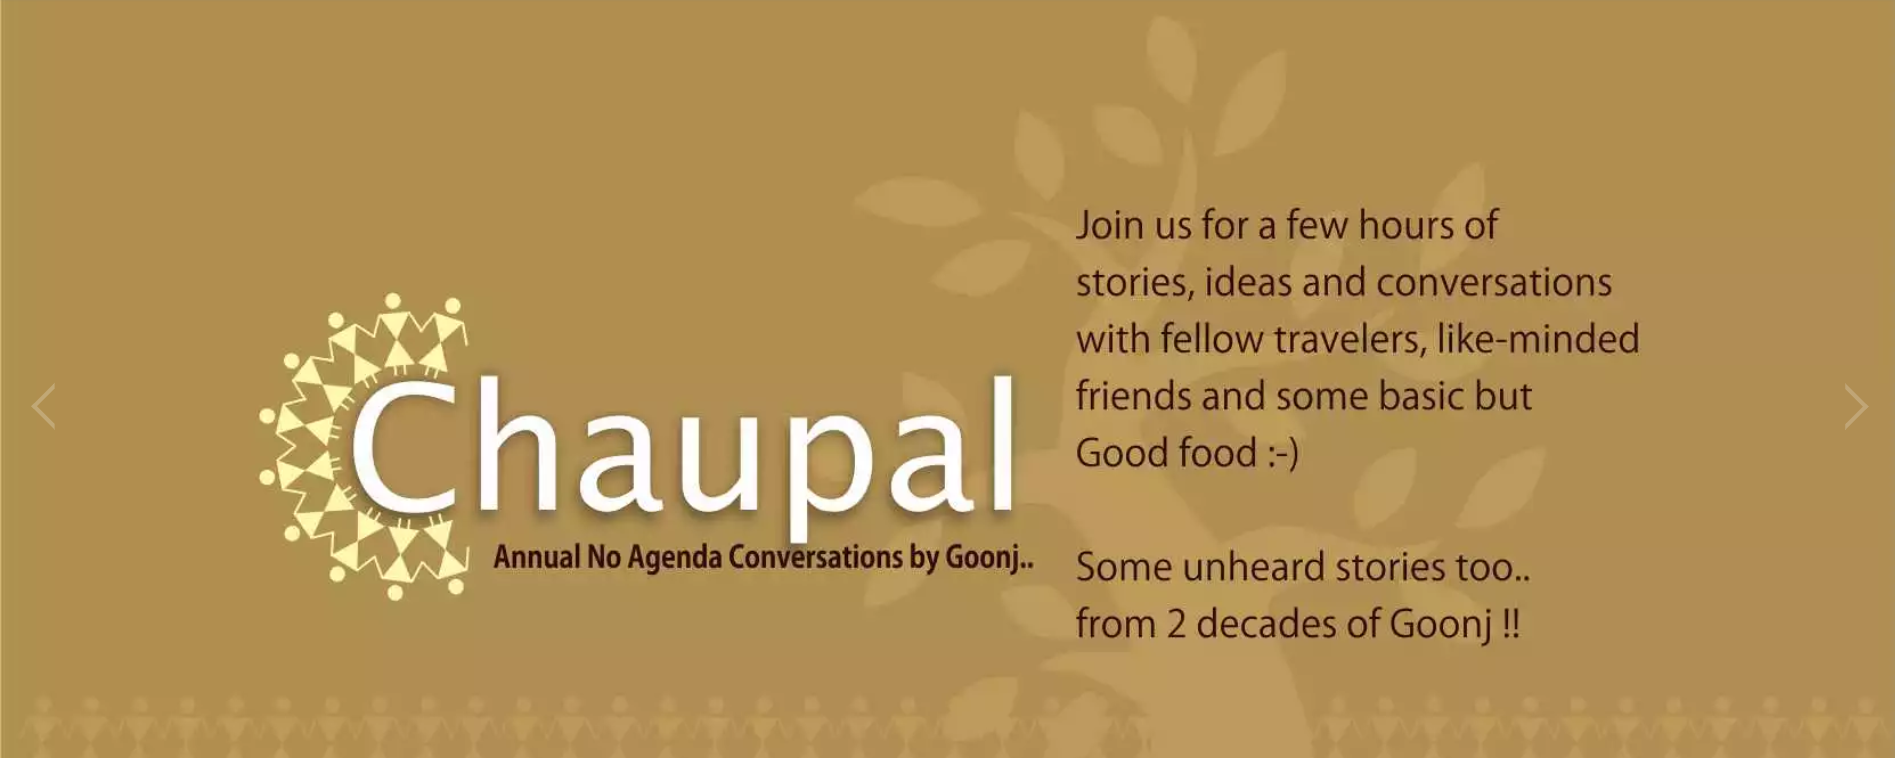 Chaupal
Annual No Agenda Conversations by Goonj..
Join us for a few hours of
stories, ideas and conversations
with fellow travelers, like-minded
friends and some basic but
Good food :-)
Some unheard stories too..
from 2 decades of Goonj !!